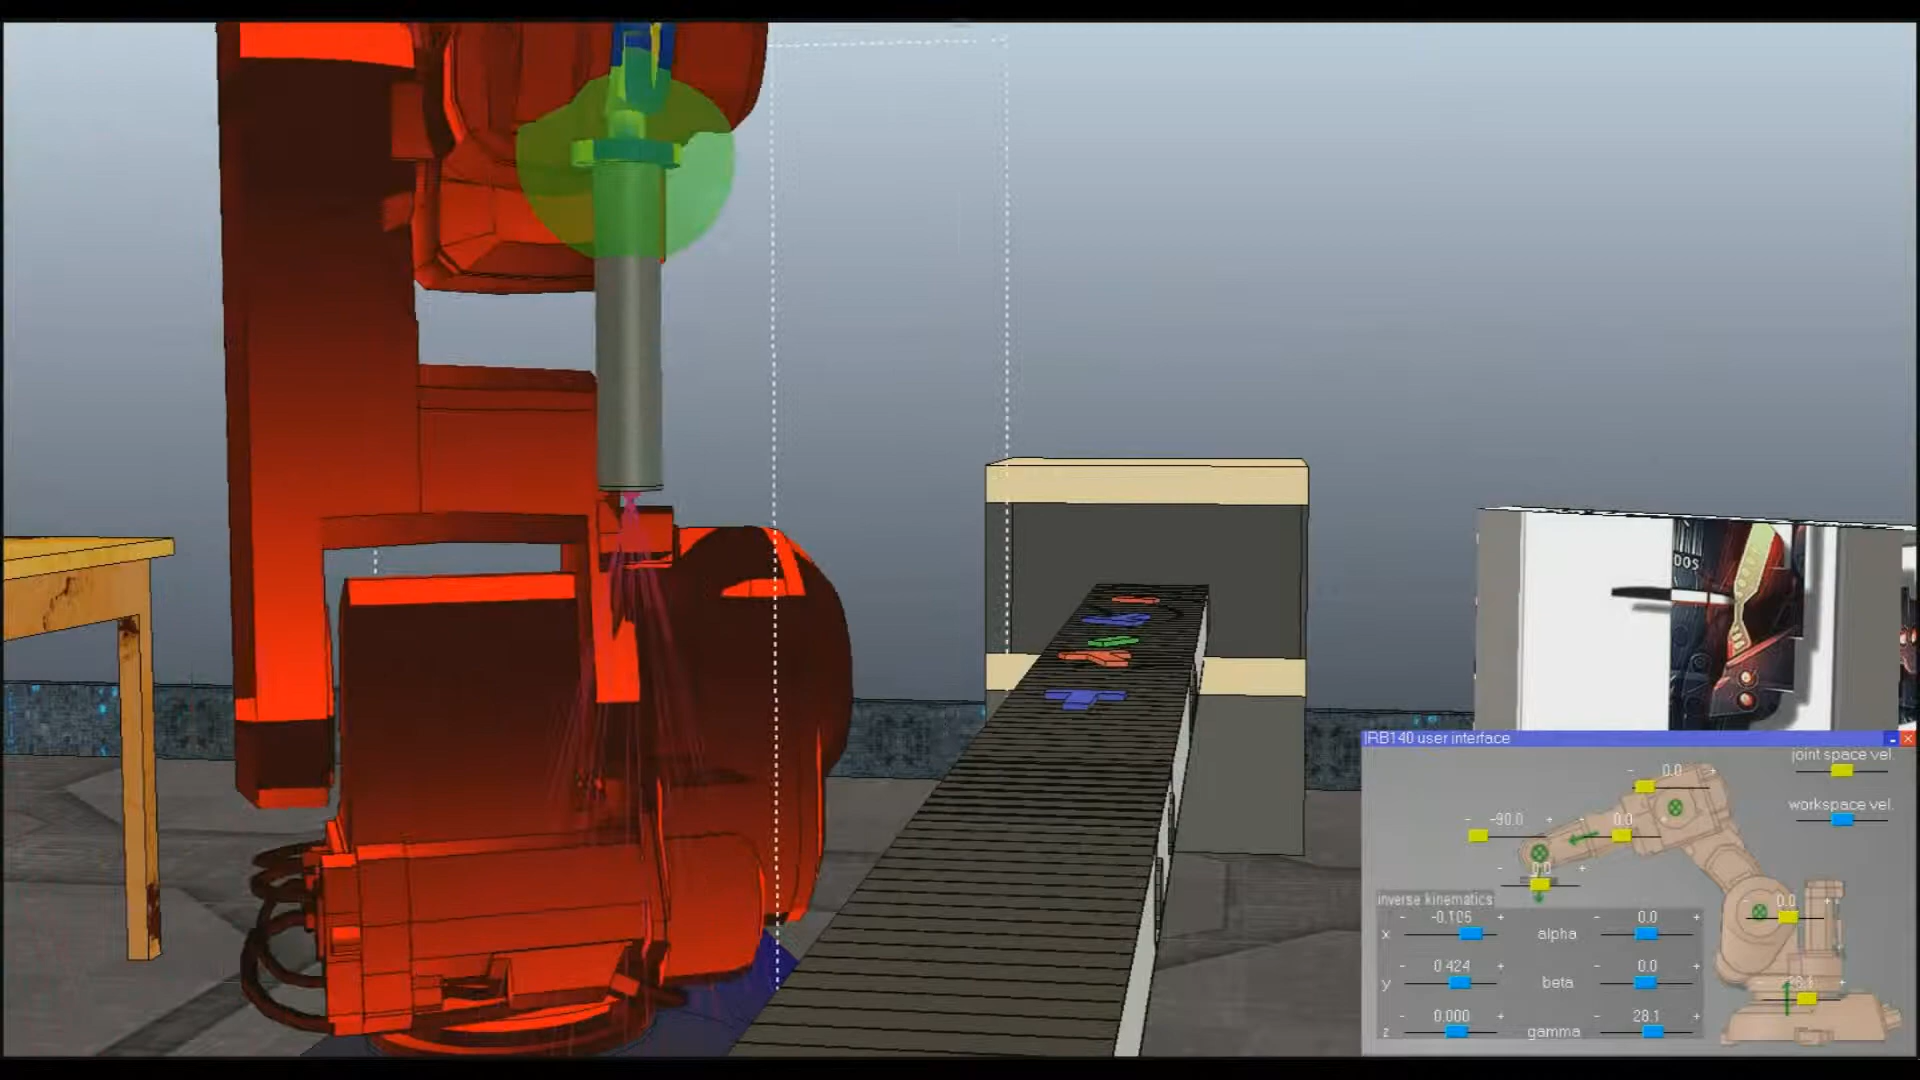 DOS
IRB140 user interface
joint space vel.
- 0.0 +
workspace vel.
- -90.0 +
- 0.0
- 0.0 +
inverse kinematics
- 0.0 +
- -0.105 +
- 0.0 +
x
alpha
- 0.424 +
- 0.0 +
y
beta
- 0.000 +
- 28.1 +
z
gamma